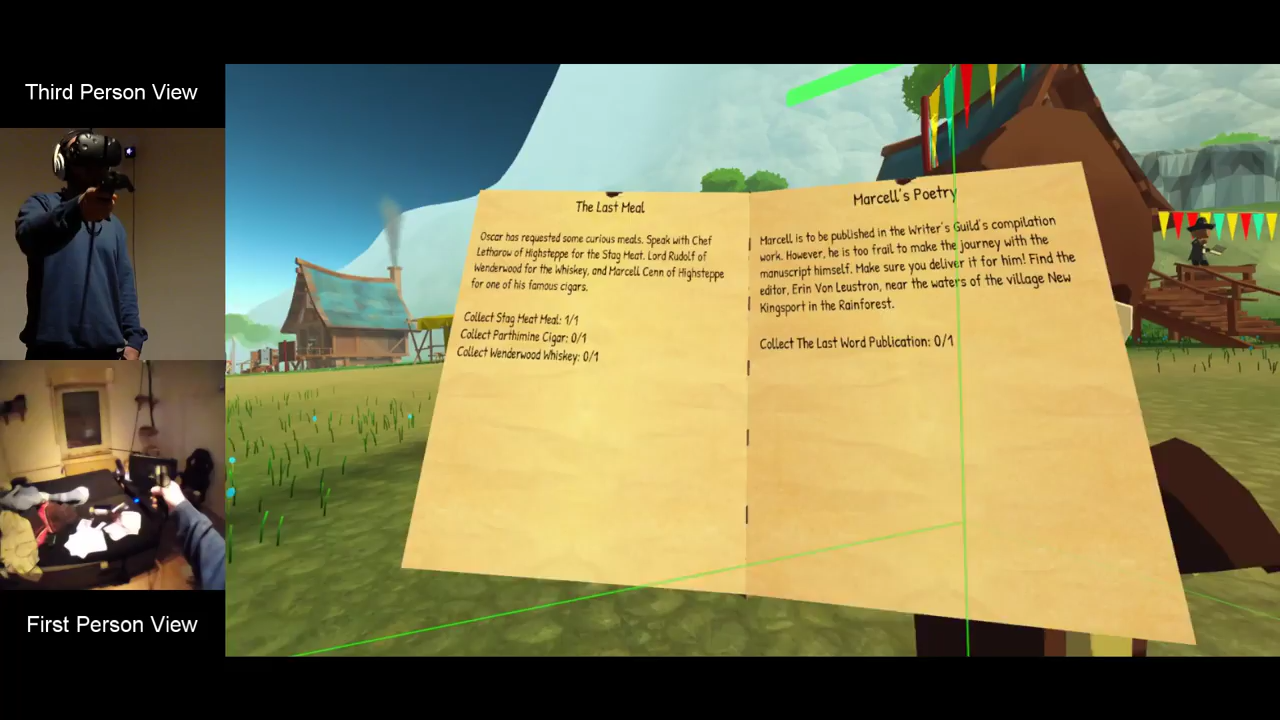 Third Person View
The Last Meal
Oscar has requested some curious meals. Speak with Chef
Letharow of Highsteppe for the Stag Meat. Lord Rudolf of
Wenderwood for the Whiskey, and Marcell Cenn of Highsteppe
for one of his famous cigars.
Collect Stag Meat Meal: 1/1
Collect Parthimine Cigar: 0/1
Collect Wenderwood Whiskey: 0/1
Marcell's Poetry
Marcell is to be published in the Writer's Guild's compilation
work. However, he is too frail to make the journey with the
manuscript himself. Make sure you deliver it for him! Find the
editor, Erin Von Leustron, near the waters of the village New
Kingsport in the Rainforest.
Collect The Last Word Publication: 0/1
First Person View